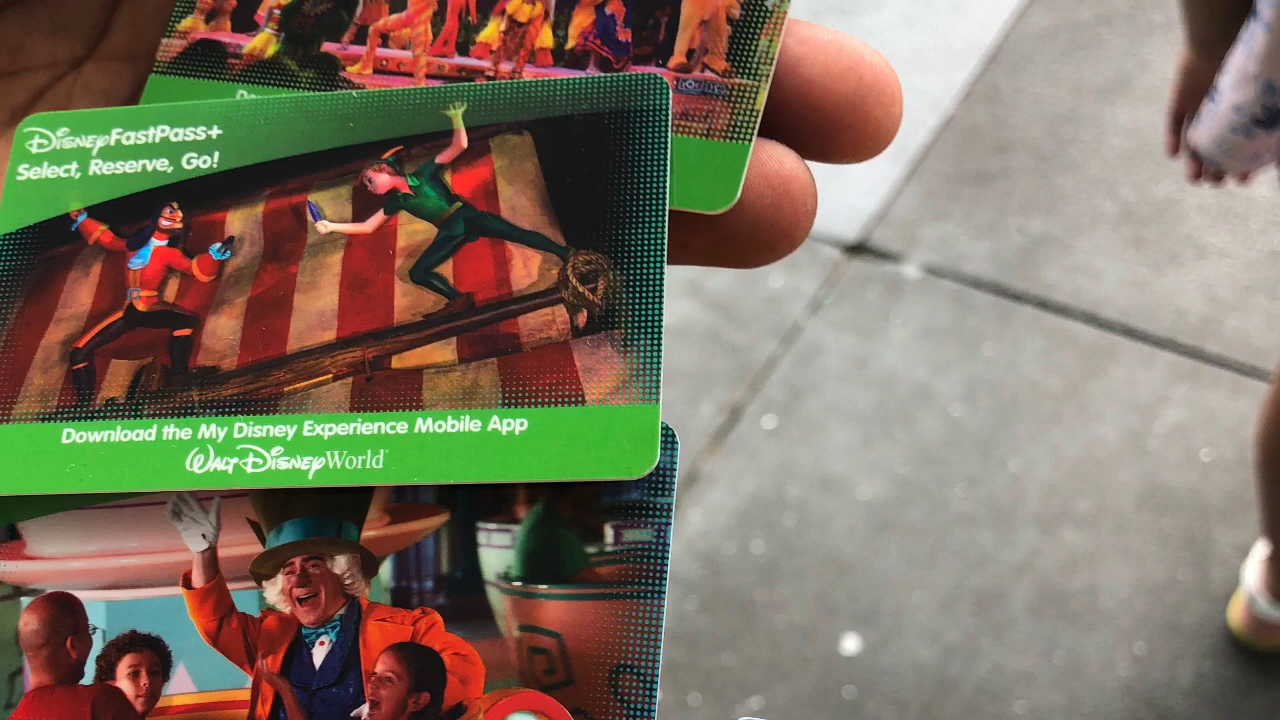 Disney FastPass+
Select, Reserve, Go!
Download the My Disney Experience Mobile App
Walt Disney World